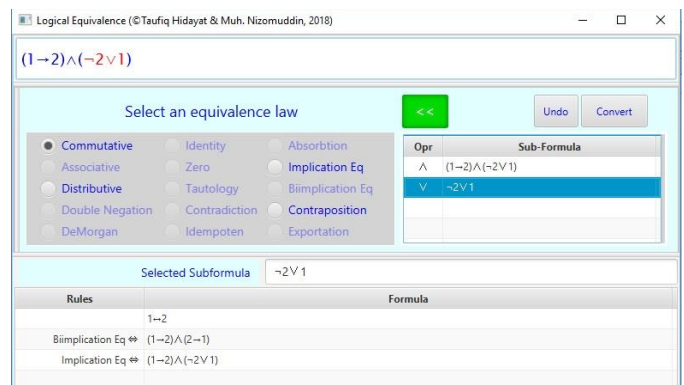 Logical Equivalence (©Taufiq Hidayat & Muh. Nizomuddin, 2018)
(1→2)∧(¬2∨1)
Select an equivalence law
<<
Undo
Convert
Commutative Identity Absorbtion
Associative Zero Implication Eq
Distributive Tautology Biimplication Eq
Double Negation Contradiction Contraposition
DeMorgan Idempoten Exportation
Opr Sub-Formula
∧ (1→2)∧(¬2∨1)
∨ ¬2∨1
Selected Subformula ¬2∨1
Rules Formula
1↔2
Biimplication Eq ⇔ (1→2)∧(2→1)
Implication Eq ⇔ (1→2)∧(¬2∨1)